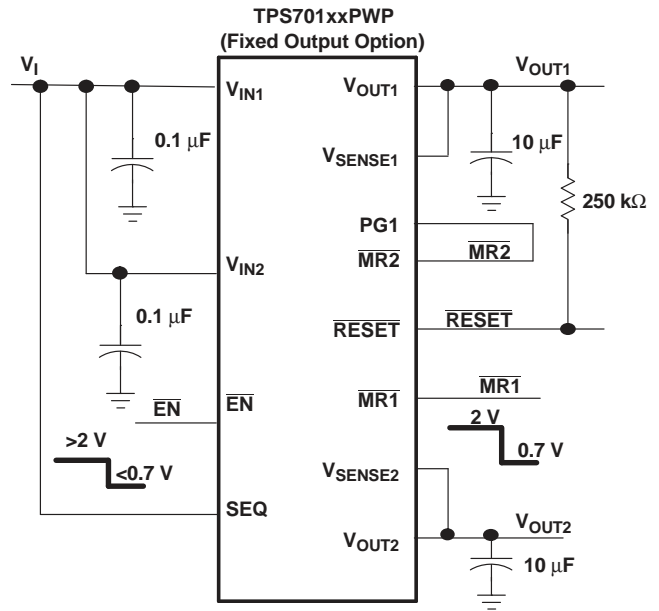 TPS701xxPWP
(Fixed Output Option)
VI
VIN1
VOUT1
VOUT1
0.1 μF
10 μF
VSENSE1
250 kΩ
PG1
MR2
MR2
VIN2
0.1 μF
RESET
RESET
EN
EN
MR1
MR1
>2 V
<0.7 V
2 V
0.7 V
VSENSE2
SEQ
VOUT2
VOUT2
10 μF